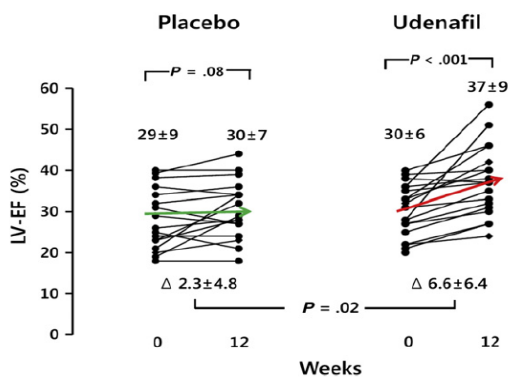 Placebo
Udenafil
P = .08
P < .001
37±9
60
50
29±9
30±7
30±6
40
LV-EF (%)
30
20
Δ 2.3±4.8
Δ 6.6±6.4
10
P = .02
0
0
12
0
12
Weeks